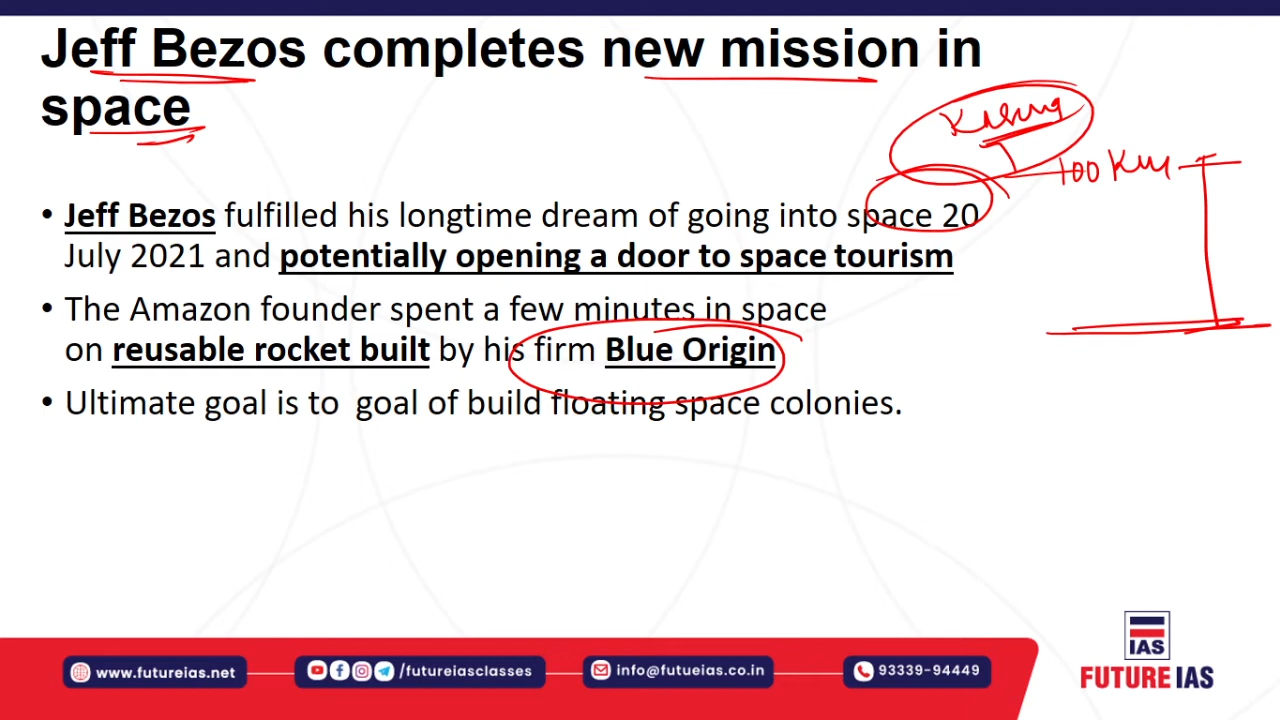 Jeff Bezos completes new mission in
space
100 Km
• Jeff Bezos fulfilled his longtime dream of going into space 20
July 2021 and potentially opening a door to space tourism
• The Amazon founder spent a few minutes in space
on reusable rocket built by his firm Blue Origin
• Ultimate goal is to goal of build floating space colonies.
IAS
FUTURE IAS
www.futureias.net
/futureiasclasses
info@futueias.co.in
93339-94449